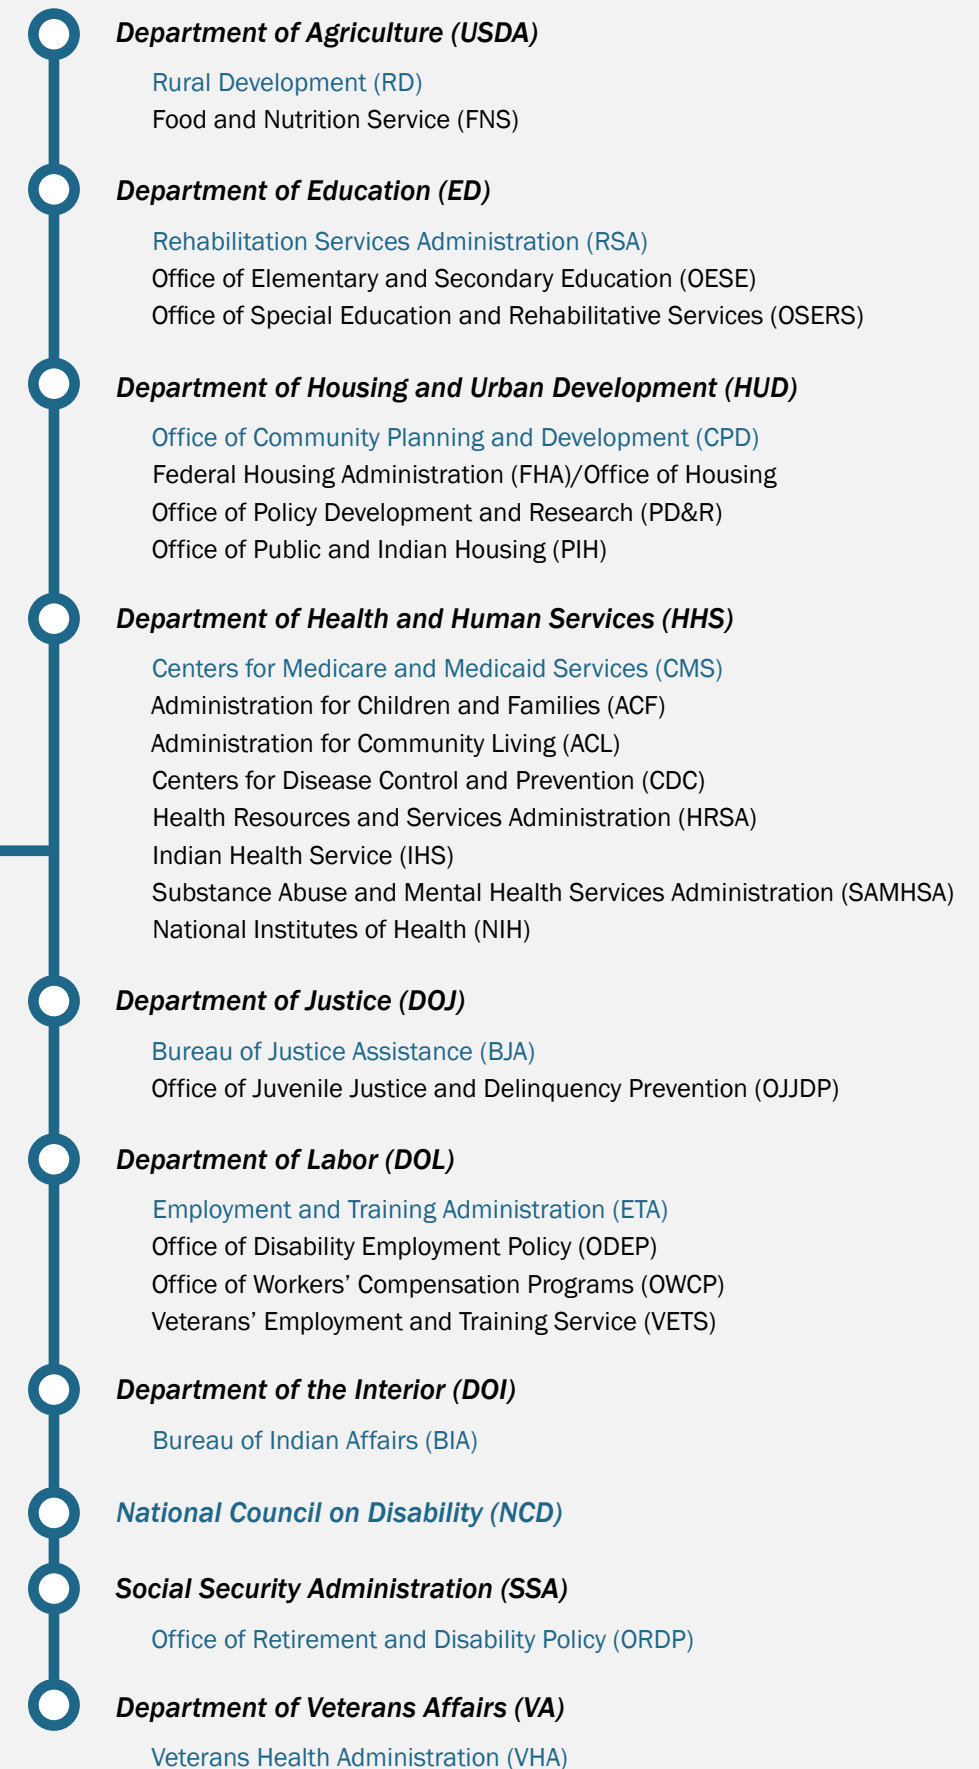 Department of Agriculture (USDA)
Rural Development (RD)
Food and Nutrition Service (FNS)
Department of Education (ED)
Rehabilitation Services Administration (RSA)
Office of Elementary and Secondary Education (OESE)
Office of Special Education and Rehabilitative Services (OSERS)
Department of Housing and Urban Development (HUD)
Office of Community Planning and Development (CPD)
Federal Housing Administration (FHA)/Office of Housing
Office of Policy Development and Research (PD&R)
Office of Public and Indian Housing (PIH)
Department of Health and Human Services (HHS)
Centers for Medicare and Medicaid Services (CMS)
Administration for Children and Families (ACF)
Administration for Community Living (ACL)
Centers for Disease Control and Prevention (CDC)
Health Resources and Services Administration (HRSA)
Indian Health Service (IHS)
Substance Abuse and Mental Health Services Administration (SAMHSA)
National Institutes of Health (NIH)
Department of Justice (DOJ)
Bureau of Justice Assistance (BJA)
Office of Juvenile Justice and Delinquency Prevention (OJJDP)
Department of Labor (DOL)
Employment and Training Administration (ETA)
Office of Disability Employment Policy (ODEP)
Office of Workers’ Compensation Programs (OWCP)
Veterans’ Employment and Training Service (VETS)
Department of the Interior (DOI)
Bureau of Indian Affairs (BIA)
National Council on Disability (NCD)
Social Security Administration (SSA)
Office of Retirement and Disability Policy (ORDP)
Department of Veterans Affairs (VA)
Veterans Health Administration (VHA)